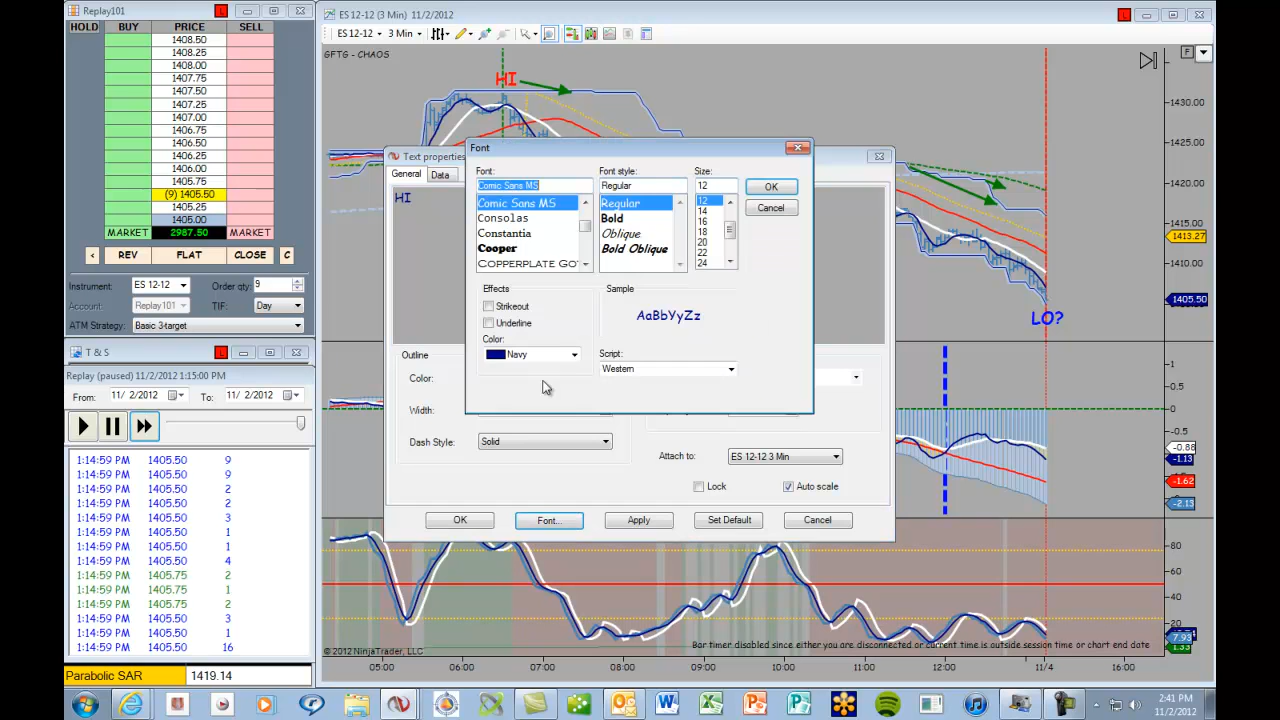 Replay101
HOLD BUY PRICE SELL
1408.50
1408.25
1408.00
1407.75
1407.50
1407.25
1407.00
1406.75
1406.50
1406.25
1406.00
1405.75
(9) 1405.50
1405.00
MARKET 2987.50 MARKET
< REV FLAT CLOSE C
Instrument: ES 12-12 Order qty: 9
Account: Replay101 TIF: Day
ATM Strategy: Basic 3-target
T & S
Replay (paused) 11/2/2012 1:15:00 PM
From: 11/ 2/2012 To: 11/ 2/2012
1:14:59 PM 1405.50 9
1:14:59 PM 1405.50 9
1:14:59 PM 1405.50 2
1:14:59 PM 1405.50 2
1:14:59 PM 1405.50 3
1:14:59 PM 1405.50 1
1:14:59 PM 1405.50 1
1:14:59 PM 1405.50 4
1:14:59 PM 1405.75 2
1:14:59 PM 1405.75 1
1:14:59 PM 1405.75 2
1:14:59 PM 1405.50 3
1:14:59 PM 1405.50 1
1:14:59 PM 1405.50 16
Parabolic SAR 1419.14
ES 12-12 (3 Min) 11/2/2012
ES 12-12 3 Min
GFTG - CHAOS
F
HI
LO?
1430.00
1425.00
1420.00
1415.00
1413.27
1410.00
1405.50
1
0.5
-0.5
-0.88
-1.13
-1.62
-2.15
80
60
40
20
7.93
1.33
Text properties
General Data
HI
Outline
Color:
Width:
Dash Style: Solid
Attach to: ES 12-12 3 Min
Lock Auto scale
OK Font... Apply Set Default Cancel
Font
Font: Font style: Size:
Comic Sans MS Regular 12
OK
Cancel
Comic Sans MS Regular 12
Consolas Bold 14
Constantia Oblique 16
Cooper Bold Oblique 18
COPPERPLATE GO
20
22
24
Effects
Strikeout
Underline
Color:
Navy
Sample
AaBbYyZz
Script:
Western
Bar timer disabled since either you are disconnected or current time is outside session time or chart end date
© 2012 NinjaTrader, LLC
05:00 06:00 07:00 08:00 09:00 10:00 11:00 12:00 11/4 16:00
2:41 PM
11/2/2012